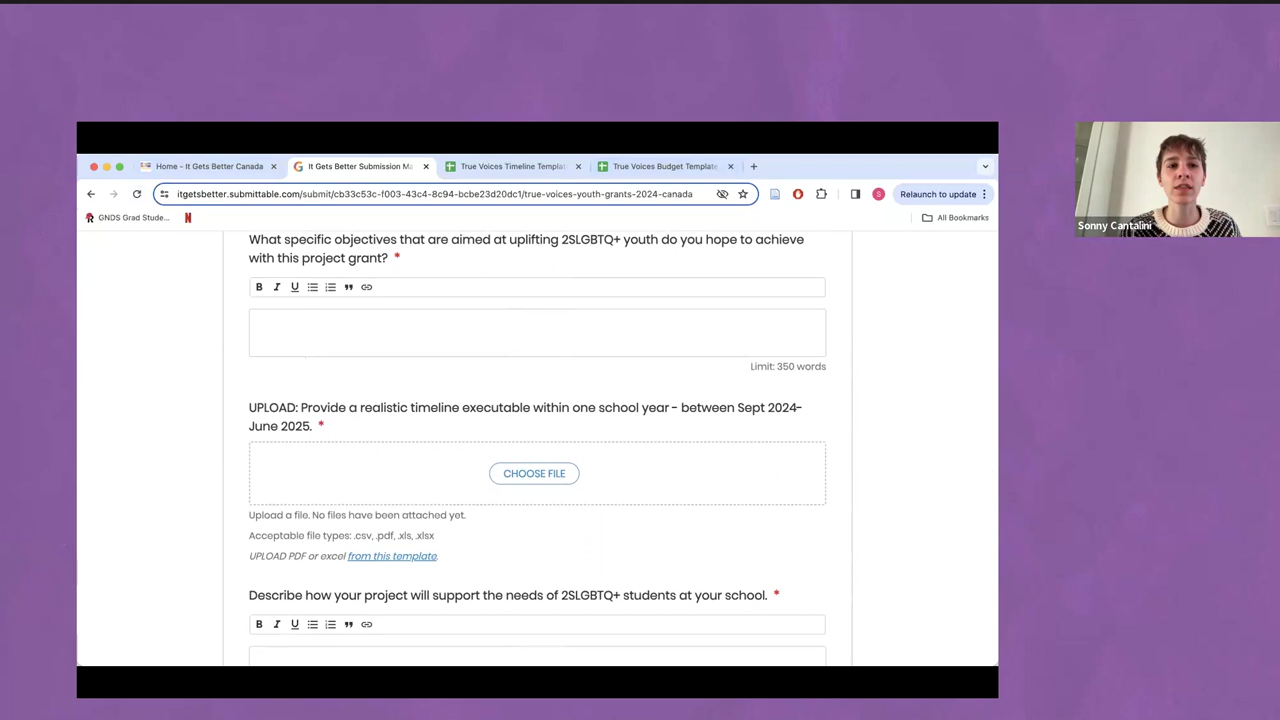 Home - It Gets Better Canada
It Gets Better Submission Ma
True Voices Timeline Templat
True Voices Budget Template
itgetsbetter.submittable.com/submit/cb33c53c-f003-43c4-8c94-bcbe23d20dc1/true-voices-youth-grants-2024-canada
S
Relaunch to update
GNDS Grad Stude...
N
All Bookmarks
Sonny Cantalini
What specific objectives that are aimed at uplifting 2SLGBTQ+ youth do you hope to achieve
with this project grant? *
B I U
Limit: 350 words
UPLOAD: Provide a realistic timeline executable within one school year - between Sept 2024-
June 2025. *
CHOOSE FILE
Upload a file. No files have been attached yet.
Acceptable file types: .csv, .pdf, .xls, .xlsx
UPLOAD PDF or excel from this template.
Describe how your project will support the needs of 2SLGBTQ+ students at your school. *
B I U